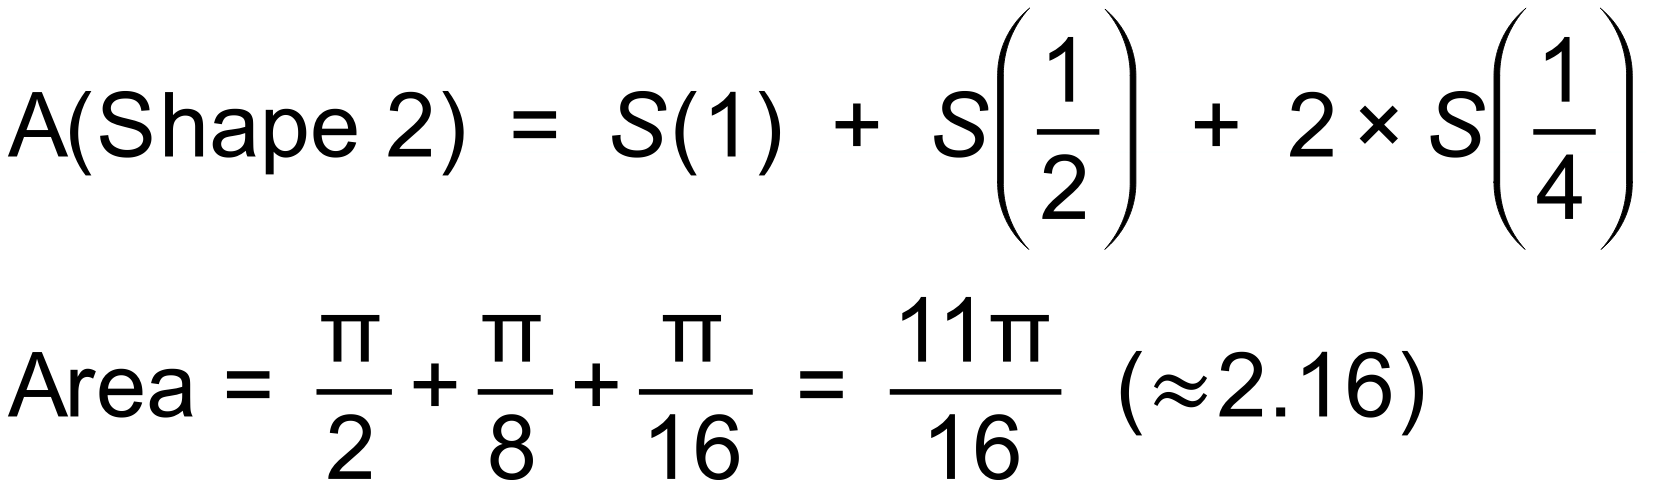 A(Shape 2) = S(1) + S(1/2) + 2 × S(1/4)
Area = π/2 + π/8 + π/16 = 11π/16 (≈2.16)